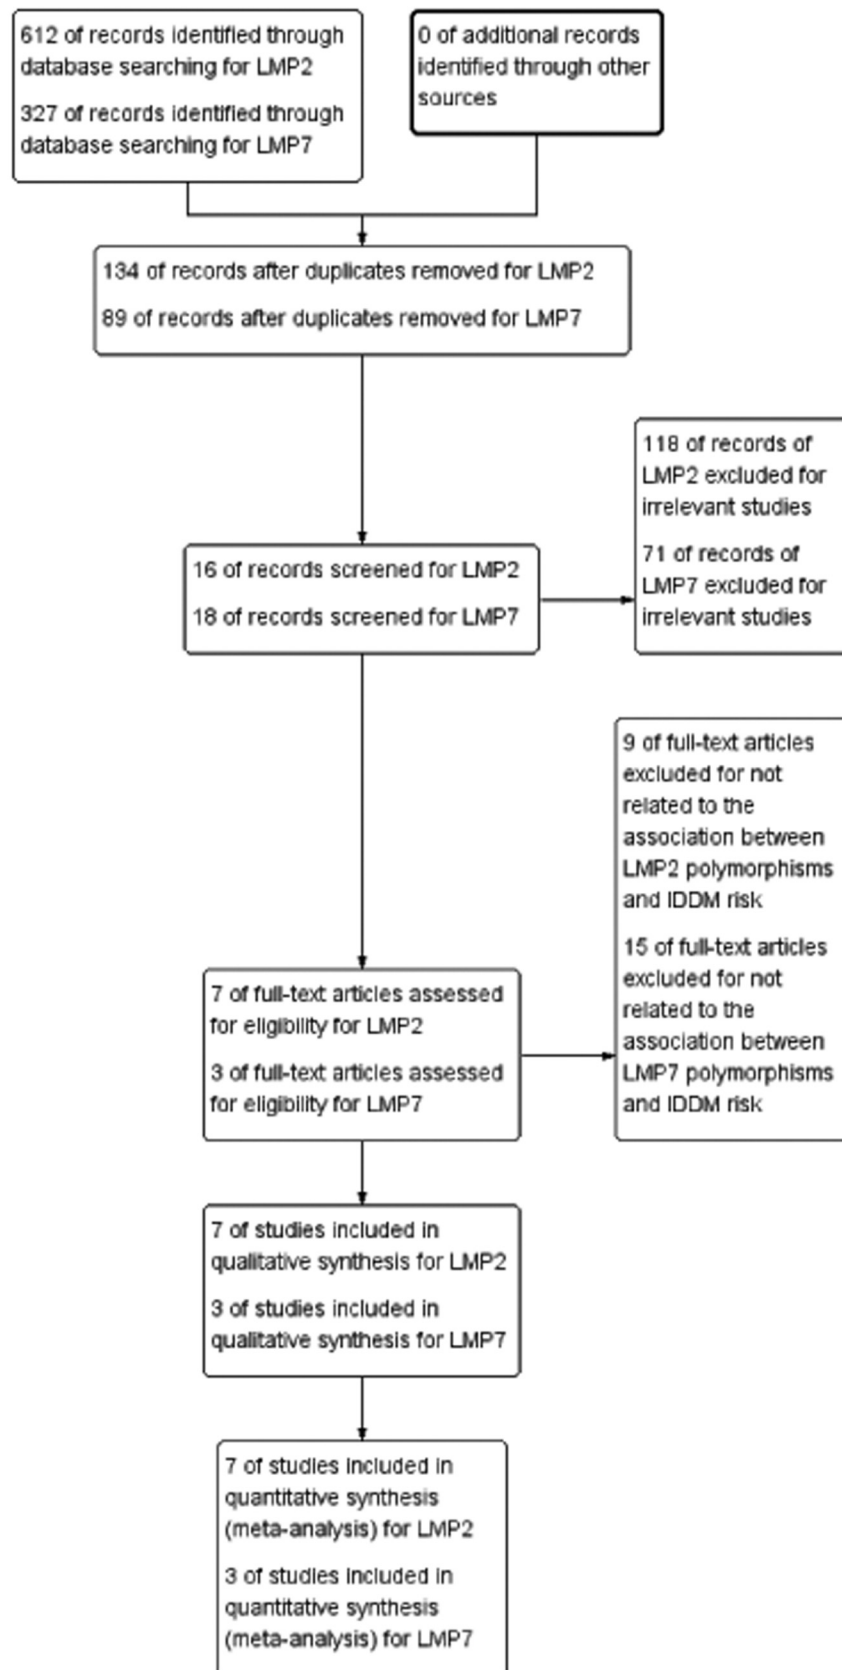 612 of records identified through
database searching for LMP2
327 of records identified through
database searching for LMP7
0 of additional records
identified through other
sources
134 of records after duplicates removed for LMP2
89 of records after duplicates removed for LMP7
118 of records of
LMP2 excluded for
irrelevant studies
71 of records of
LMP7 excluded for
irrelevant studies
16 of records screened for LMP2
18 of records screened for LMP7
9 of full-text articles
excluded for not
related to the
association between
LMP2 polymorphisms
and IDDM risk
15 of full-text articles
excluded for not
related to the
association between
LMP7 polymorphisms
and IDDM risk
7 of full-text articles assessed
for eligibility for LMP2
3 of full-text articles assessed
for eligibility for LMP7
7 of studies included in
qualitative synthesis for LMP2
3 of studies included in
qualitative synthesis for LMP7
7 of studies included in
quantitative synthesis
(meta-analysis) for LMP2
3 of studies included in
quantitative synthesis
(meta-analysis) for LMP7